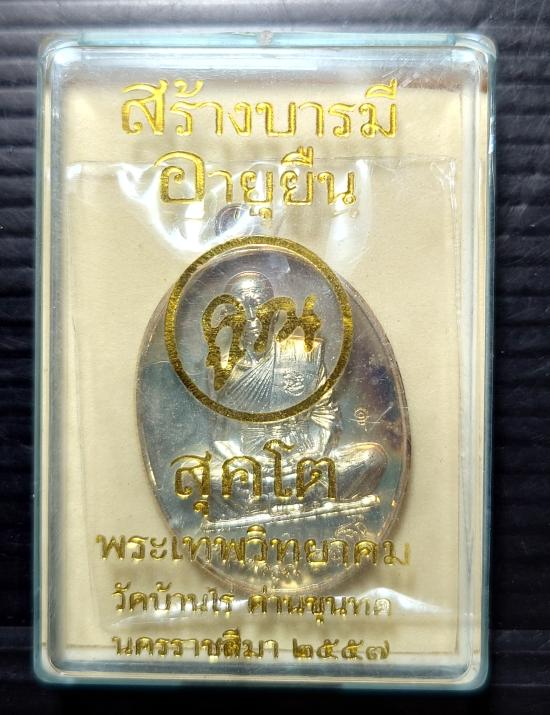 สร้างบารมี
อายุยืน
คูณ
สุคโต
พระเทพวิทยาคม
วัดบ้านไร่ ด่านขุนทด
นครราชสีมา ๒๕๕๗